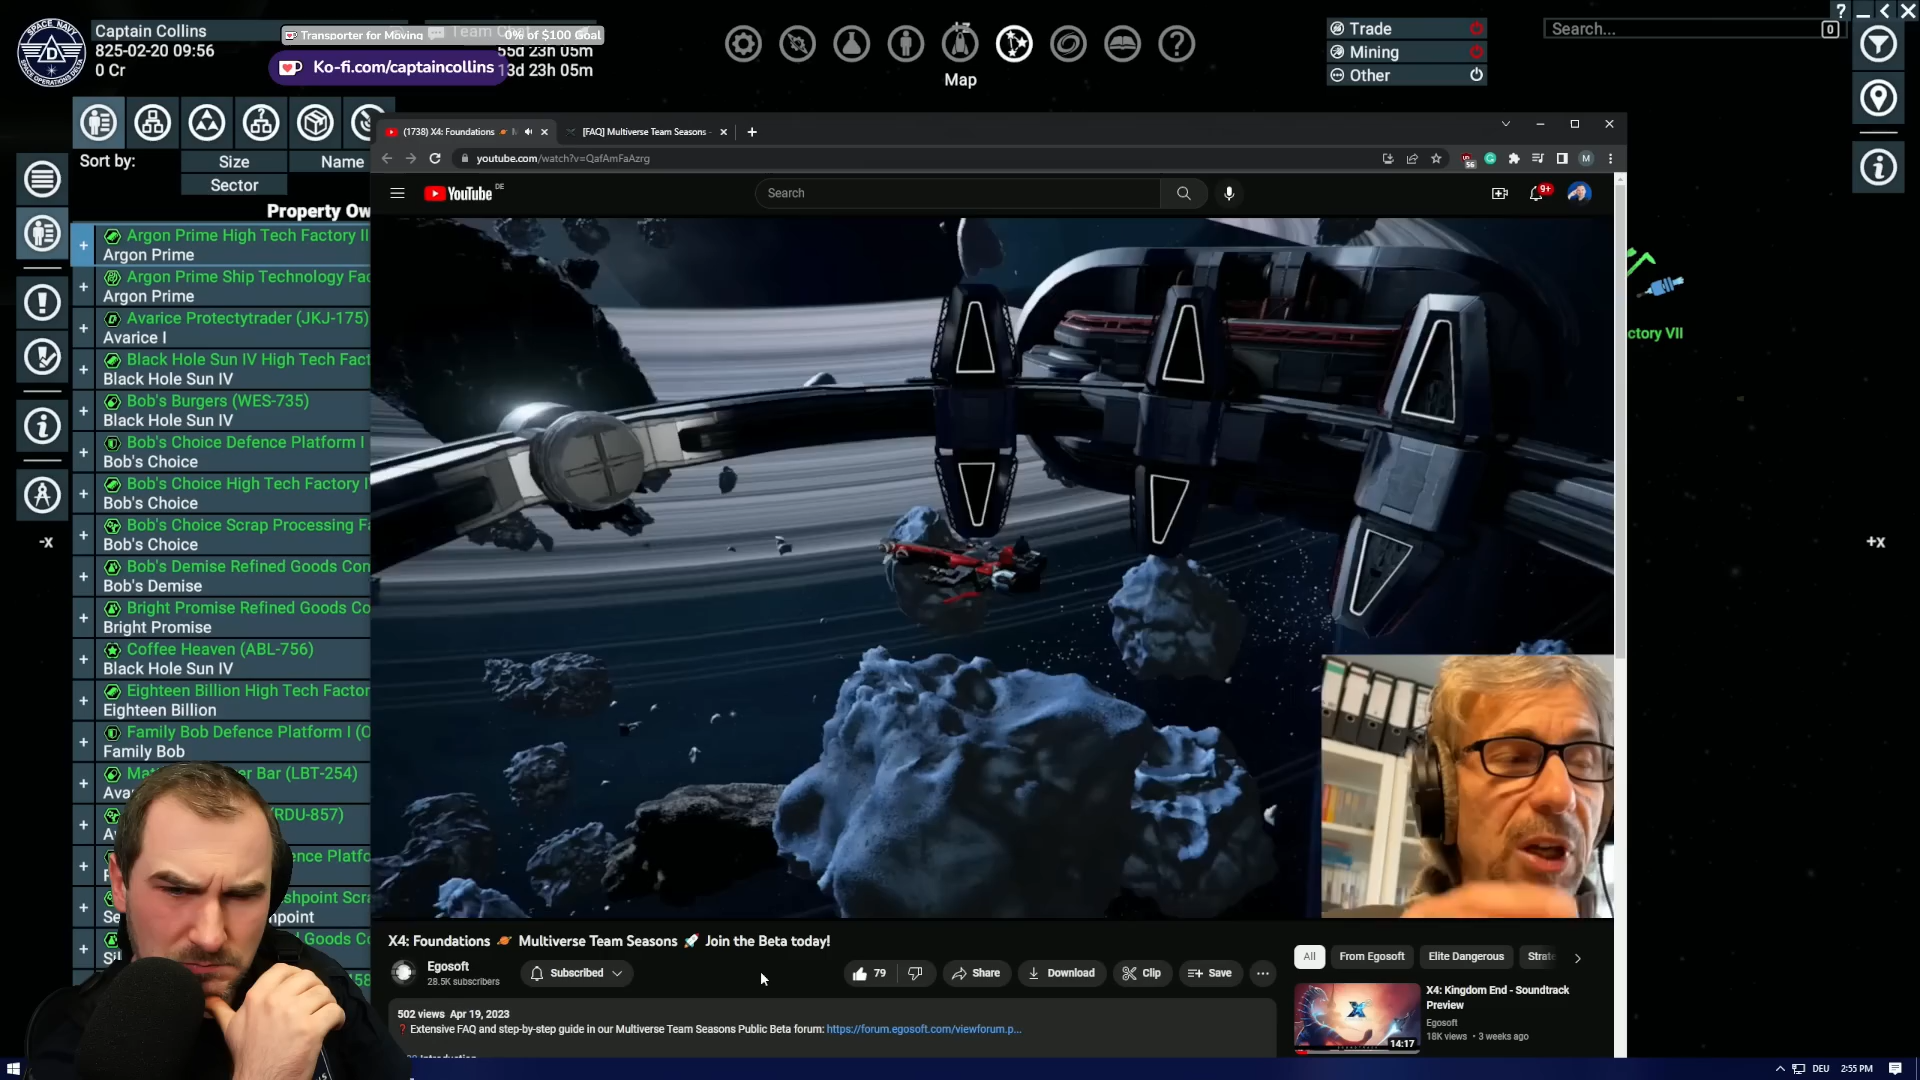 Captain Collins
825-02-20 09:56
0 Cr
Transporter for Moving
0% of $100 Goal
55d 23h 05m
13d 23h 05m
Ko-fi.com/captaincollins
Map
Trade
Mining
Other
Search...
0
?
Sort by:
Size
Name
Sector
Property Ow
Argon Prime High Tech Factory II
Argon Prime
Argon Prime Ship Technology Fac
Argon Prime
Avarice Protectytrader (JKJ-175)
Avarice I
Black Hole Sun IV High Tech Fact
Black Hole Sun IV
Bob's Burgers (WES-735)
Black Hole Sun IV
Bob's Choice Defence Platform I
Bob's Choice
Bob's Choice High Tech Factory I
Bob's Choice
Bob's Choice Scrap Processing Fa
Bob's Choice
Bob's Demise Refined Goods Con
Bob's Demise
Bright Promise Refined Goods Co
Bright Promise
Coffee Heaven (ABL-756)
Black Hole Sun IV
Eighteen Billion High Tech Factor
Eighteen Billion
Family Bob Defence Platform I (O
Family Bob
er Bar (LBT-254)
(RDU-857)
ence Platfo
shpoint Scra
hpoint
Goods Co
-x
+x
ctory VII
(1738) X4: Foundations
[FAQ] Multiverse Team Seasons
youtube.com/watch?v=QafAmFaAzrg
56
M
YouTube DE
Search
9+
X4: Foundations 🪐 Multiverse Team Seasons 🚀 Join the Beta today!
Egosoft
28.5K subscribers
Subscribed
79
Share
Download
Clip
Save
502 views Apr 19, 2023
❓ Extensive FAQ and step-by-step guide in our Multiverse Team Seasons Public Beta forum: https://forum.egosoft.com/viewforum.p...
All
From Egosoft
Elite Dangerous
Strate
X4: Kingdom End - Soundtrack
Preview
Egosoft
18K views • 3 weeks ago
14:17
DEU
2:55 PM